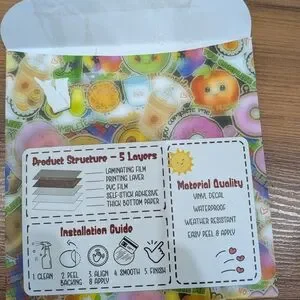 Product Structure - 5 Layers
LAMINATING FILM
PRINTING LAYER
PVC FILM
SELF-STICK ADHESIVE
THICK BOTTOM PAPER
Installation Guide
1. CLEAN
2. PEEL BACKING
3. ALIGN & APPLY
4. SMOOTH
5. FINISH
Material Quality
VINYL DECAL
WATERPROOF
WEATHER RESISTANT
EASY PEEL & APPLY